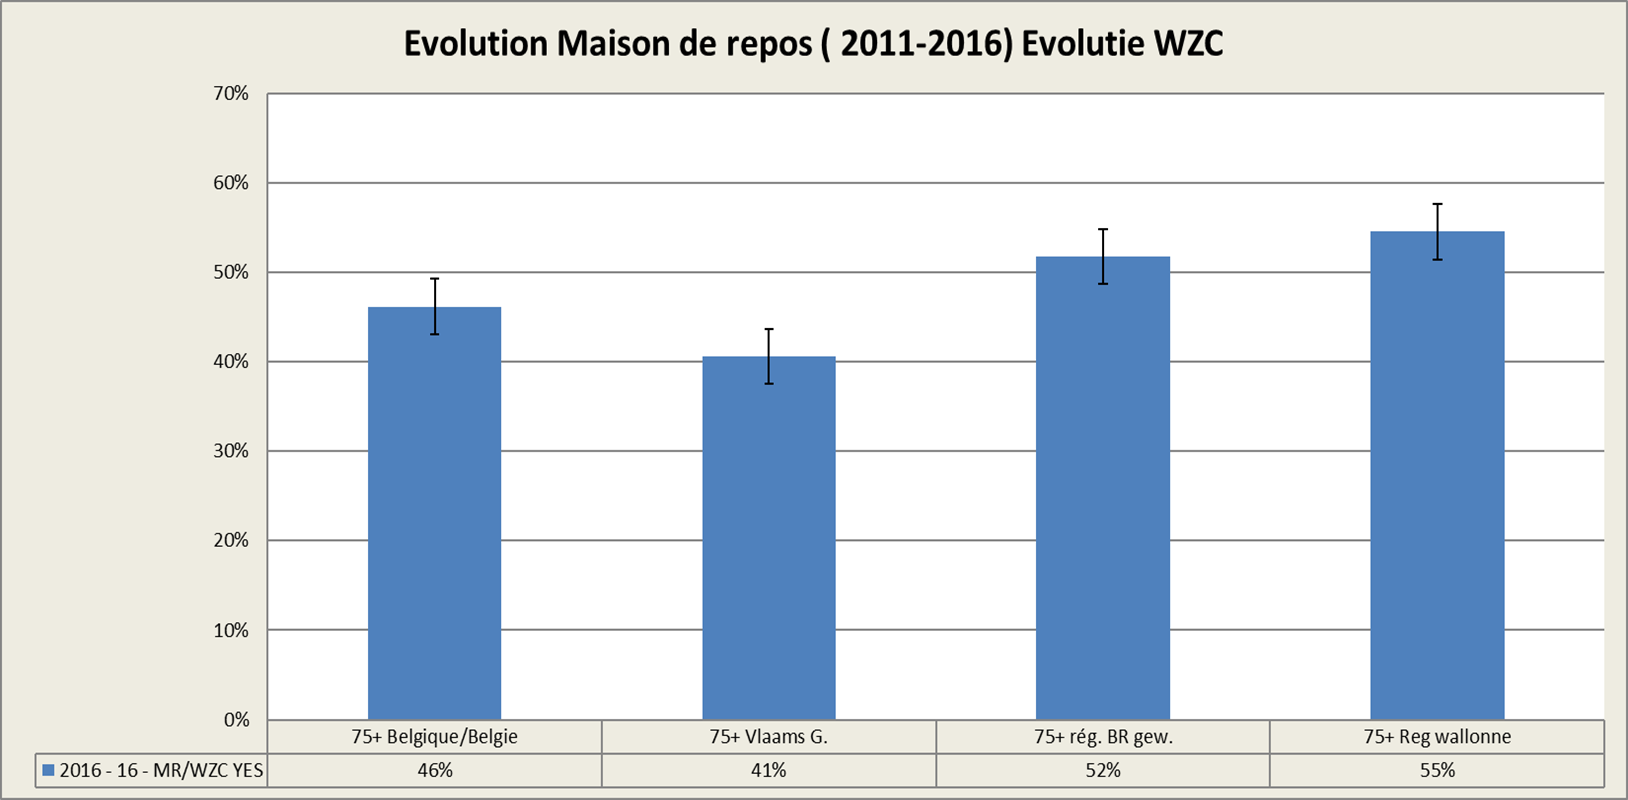 Evolution Maison de repos ( 2011-2016) Evolutie WZC
70%
60%
50%
40%
30%
20%
10%
0%
75+ Belgique/Belgie 75+ Vlaams G. 75+ rég. BR gew. 75+ Reg wallonne
2016 - 16 - MR/WZC YES 46% 41% 52% 55%